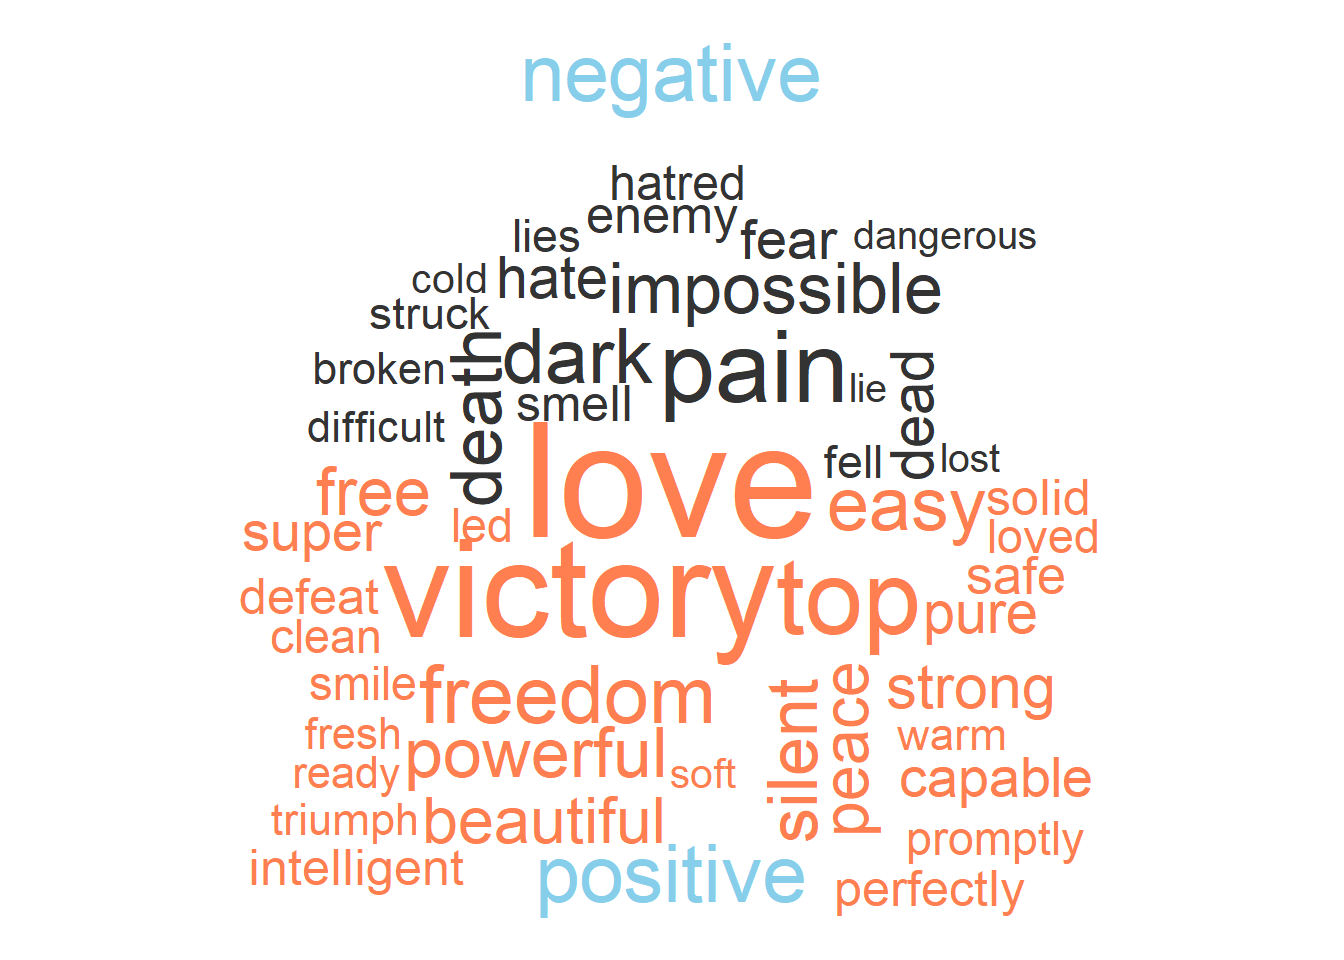 negative
hatred
enemy
lies
fear
dangerous
cold
hate
impossible
struck
death
dark
pain
broken
lie
dead
smell
difficult
love
fell
lost
free
easy
solid
super
led
loved
victory
top
safe
defeat
pure
clean
smile
freedom
silent
peace
strong
fresh
powerful
warm
ready
soft
capable
triumph
beautiful
promptly
intelligent
positive
perfectly